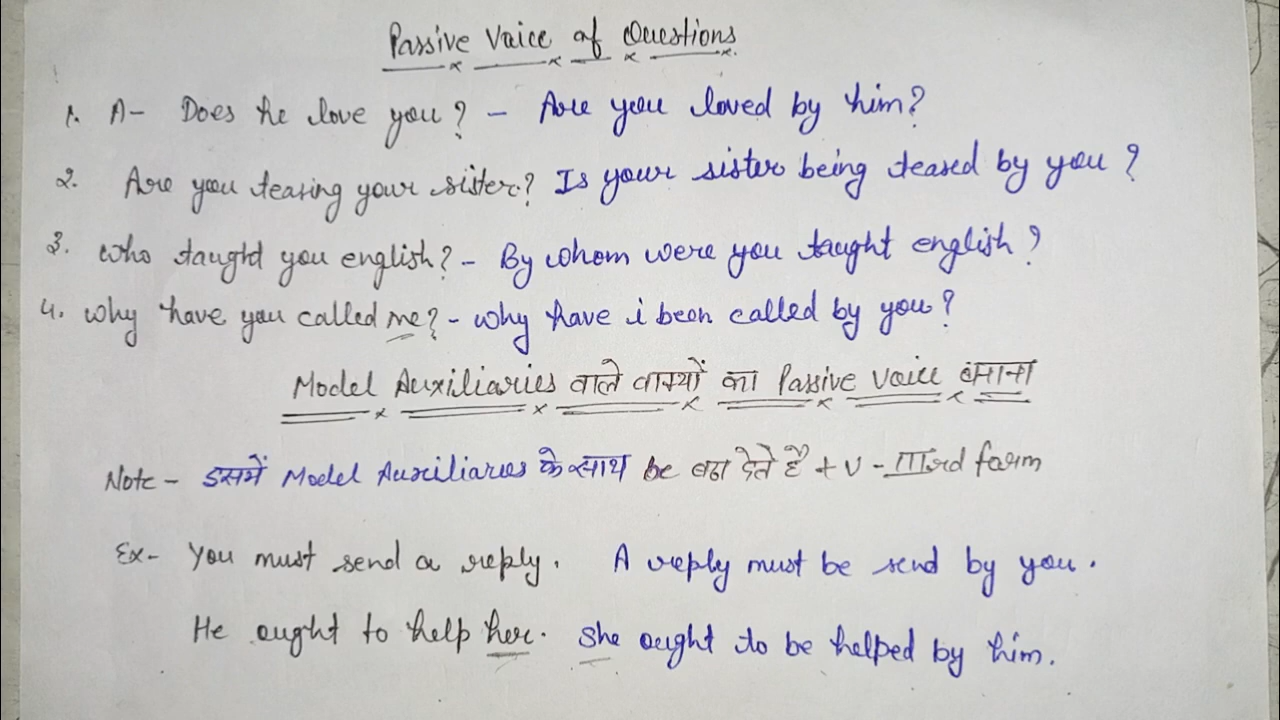 Passive Voice of Questions
1. A- Does he love you? - Are you loved by him?
2. Are you teasing your sister? Is your sister being teased by you?
3. Who taught you english? - By whom were you taught english?
4. Why have you called me? - why have i been called by you?
Model Auxiliaries वाले वाक्यों का Passive Voice बनाना
Note - इसमें Model Auxiliaries के साथ be बढा देते है + V - IIIrd form
Ex- You must send a reply. A reply must be send by you.
He ought to help her. She ought to be helped by him.